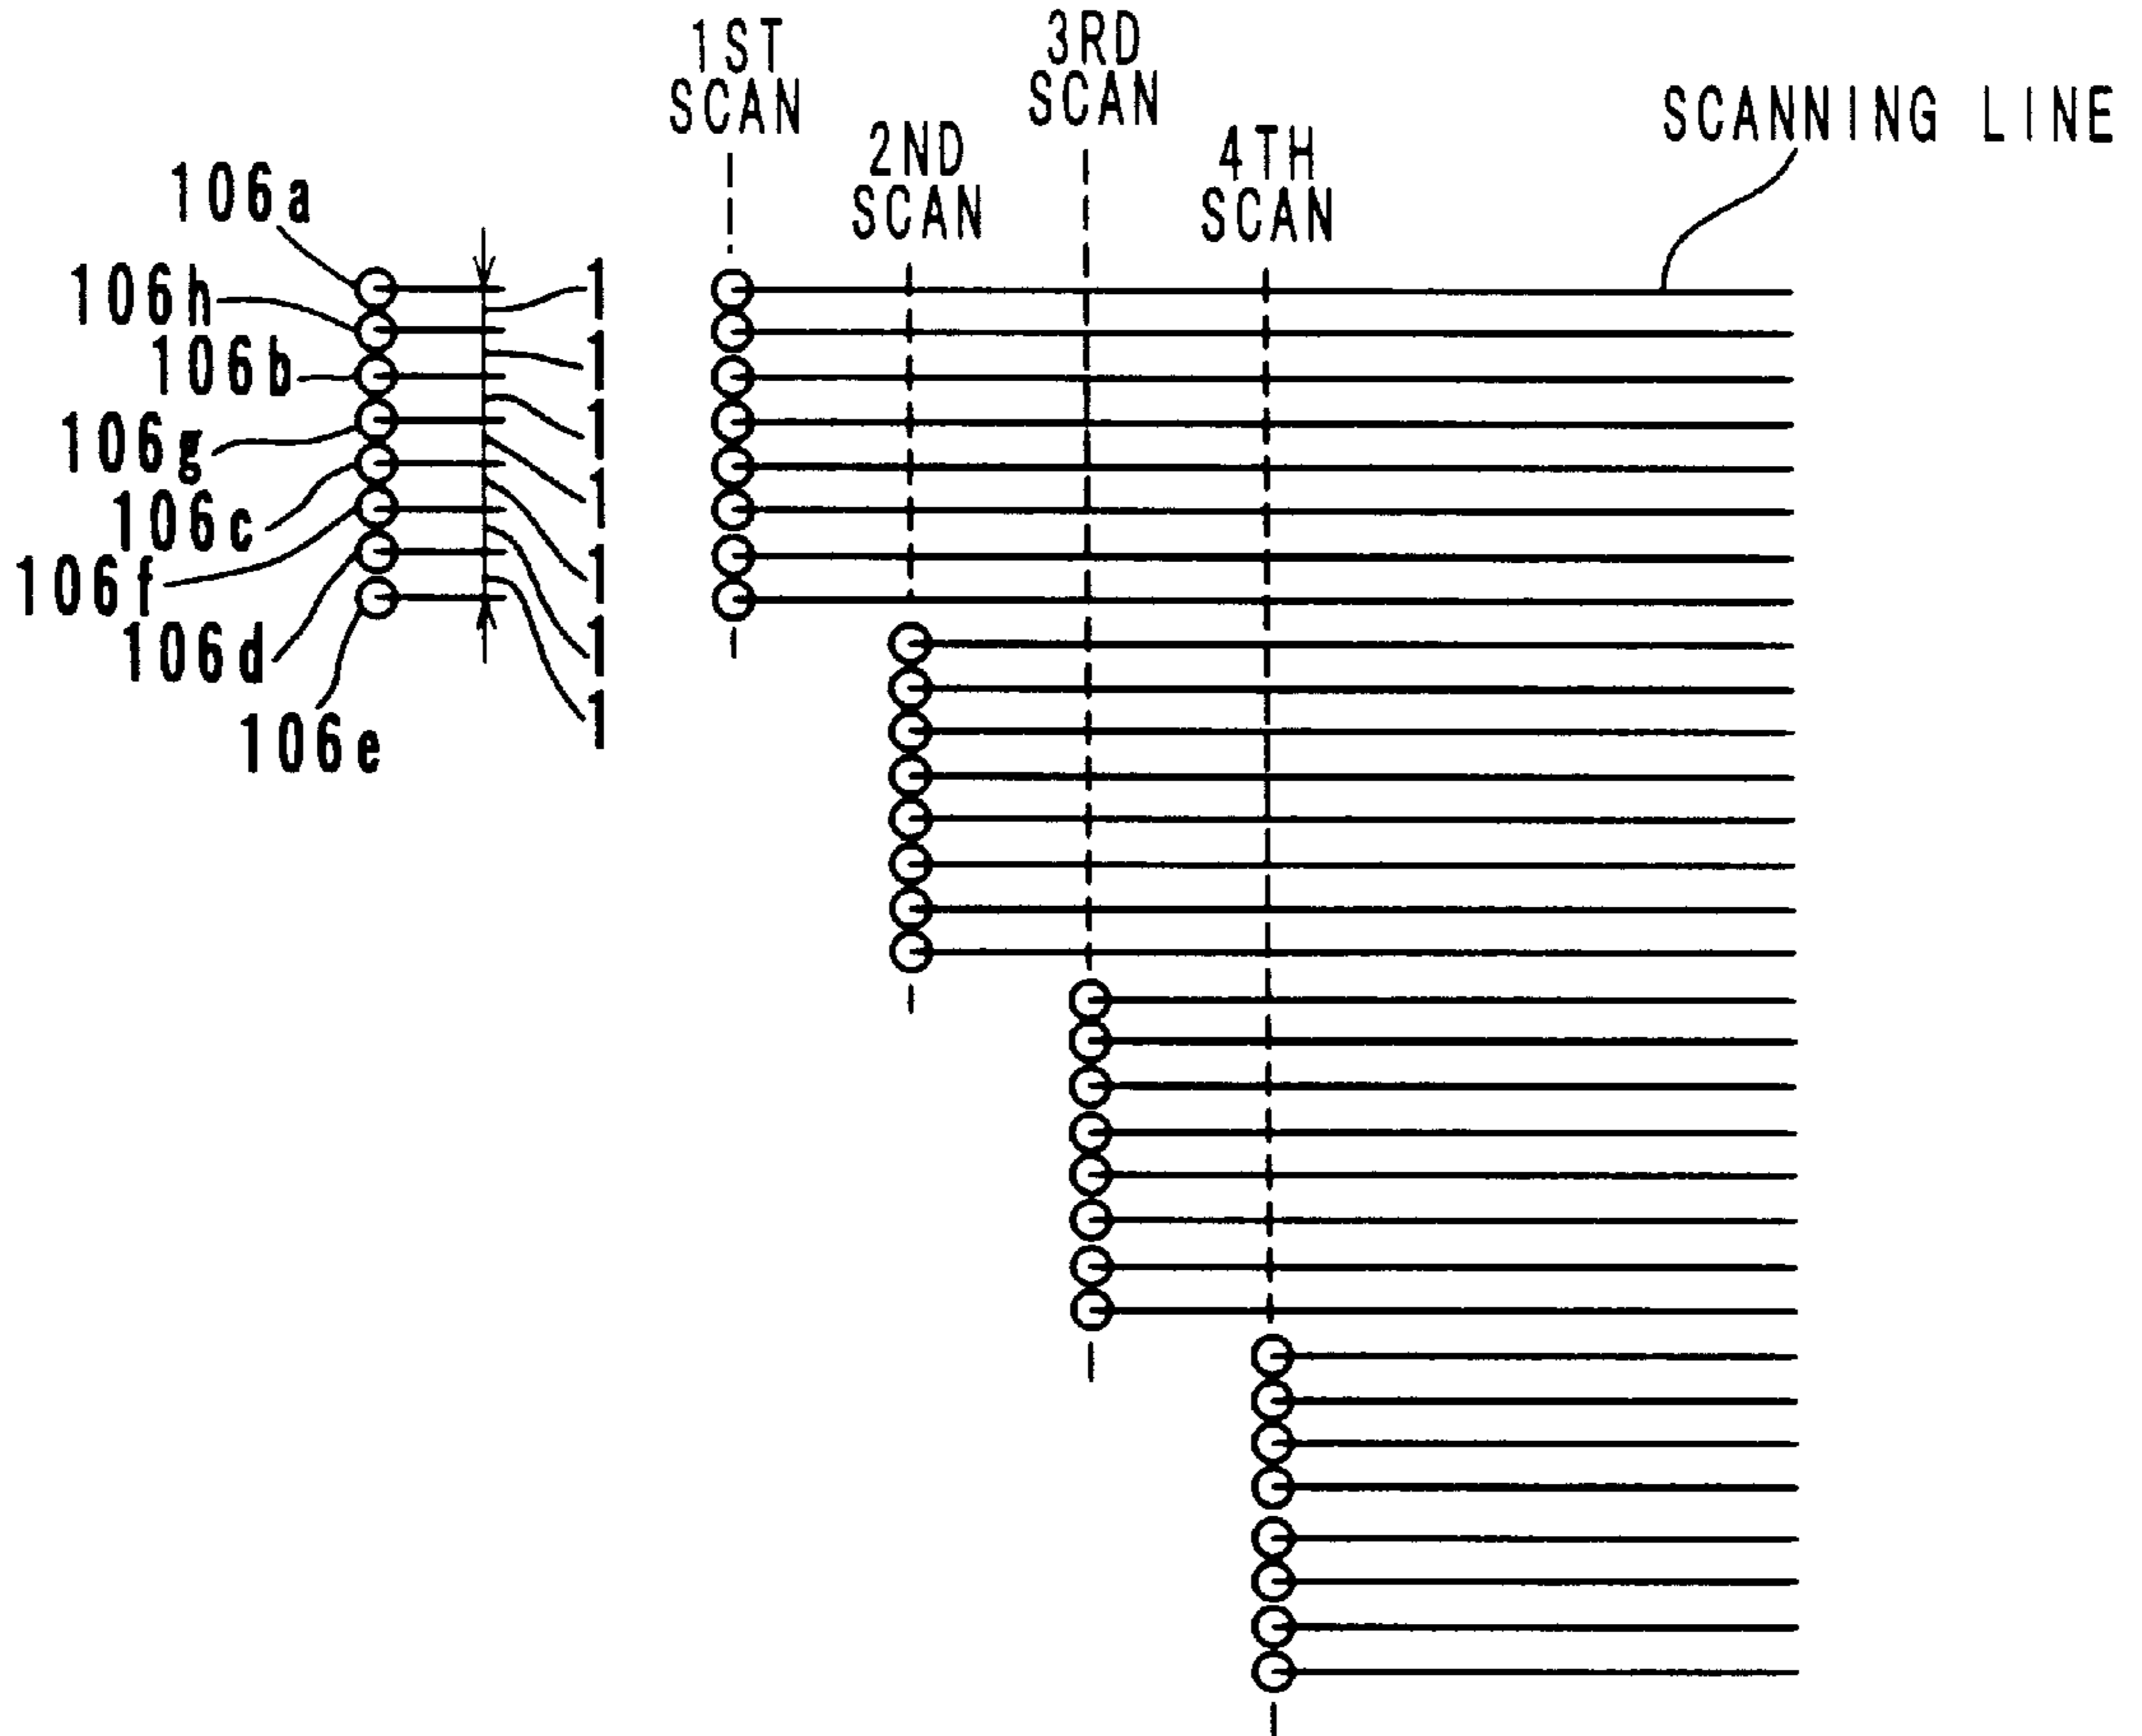 1ST
SCAN
3RD
SCAN
2ND
SCAN
4TH
SCAN
SCANNING LINE
106a
106h
106b
106g
106c
106f
106d
106e
1
1
1
1
1
1
1